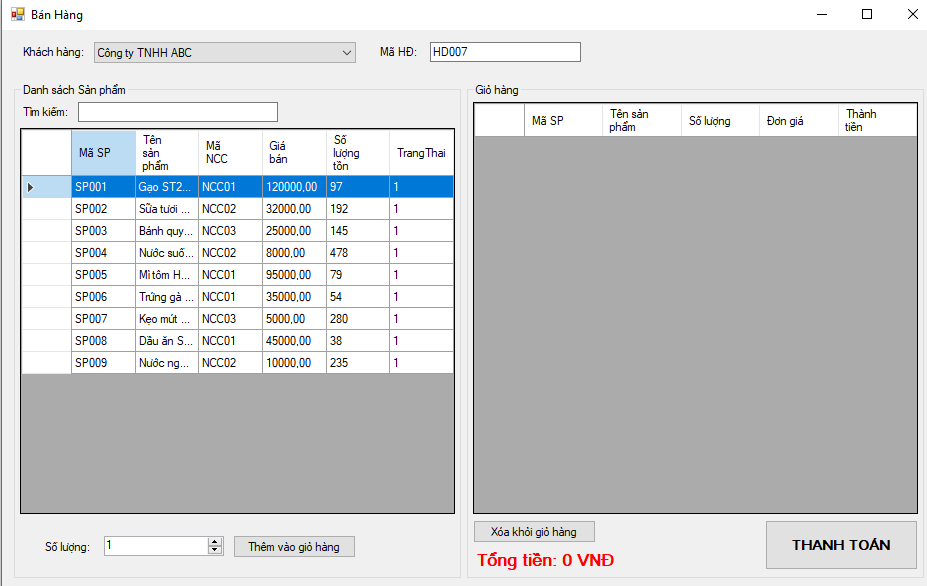 Bán Hàng
Khách hàng: Công ty TNHH ABC Mã HĐ: HD007
Danh sách Sản phẩm
Tìm kiếm:
Mã SP Tên sản phẩm Mã NCC Giá bán Số lượng tồn TrangThai
SP001 Gạo ST2... NCC01 120000,00 97 1
SP002 Sữa tươi ... NCC02 32000,00 192 1
SP003 Bánh quy... NCC03 25000,00 145 1
SP004 Nước suố... NCC02 8000,00 478 1
SP005 Mì tôm H... NCC01 95000,00 79 1
SP006 Trứng gà ... NCC01 35000,00 54 1
SP007 Kẹo mút ... NCC03 5000,00 280 1
SP008 Dầu ăn S... NCC01 45000,00 38 1
SP009 Nước ng... NCC02 10000,00 235 1
Số lượng: 1 Thêm vào giỏ hàng
Giỏ hàng
Mã SP Tên sản phẩm Số lượng Đơn giá Thành tiền
Xóa khỏi giỏ hàng
Tổng tiền: 0 VNĐ
THANH TOÁN